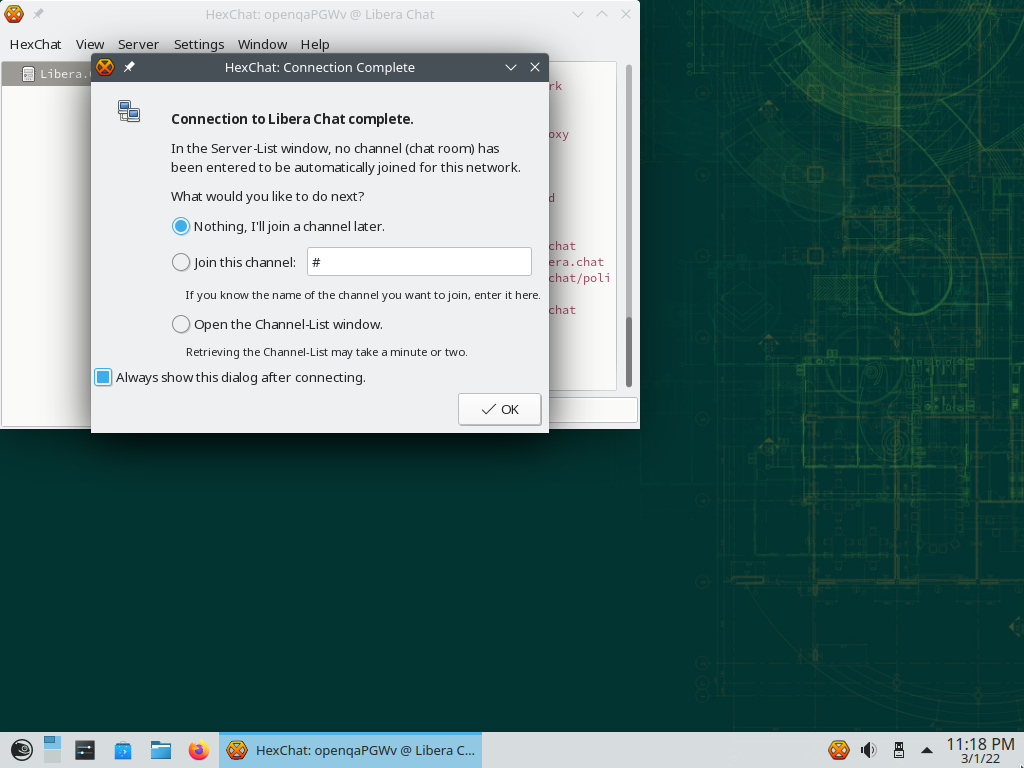 HexChat: openqaPGWv @ Libera Chat
HexChat View Server Settings Window Help
Libera.
HexChat: Connection Complete
Connection to Libera Chat complete.
In the Server-List window, no channel (chat room) has
been entered to be automatically joined for this network.
What would you like to do next?
Nothing, I'll join a channel later.
Join this channel: #
If you know the name of the channel you want to join, enter it here.
Open the Channel-List window.
Retrieving the Channel-List may take a minute or two.
Always show this dialog after connecting.
OK
rk
oxy
d
chat
era.chat
chat/poli
chat
HexChat: openqaPGWv @ Libera C...
11:18 PM
3/1/22